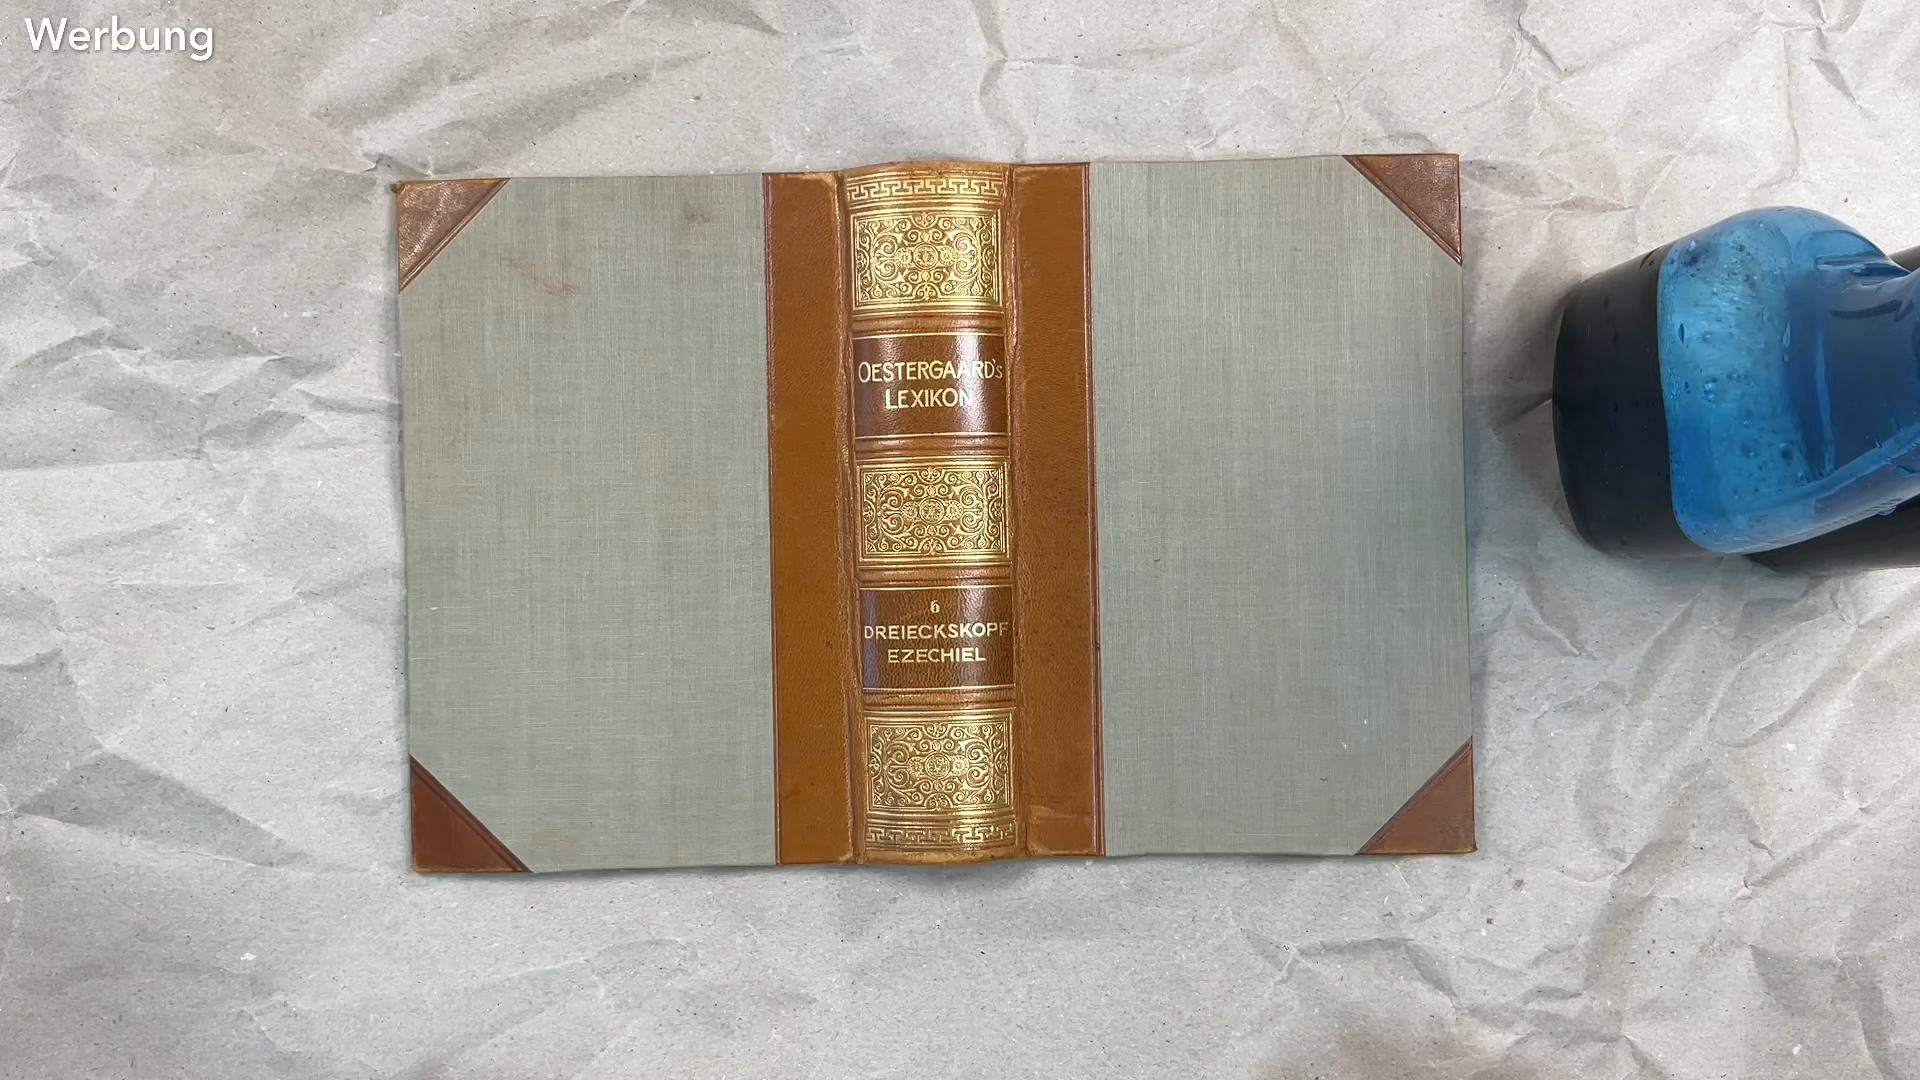 Werbung
OESTERGAARD's
LEXIKON
6
DREIECKSKOPF
EZECHIEL